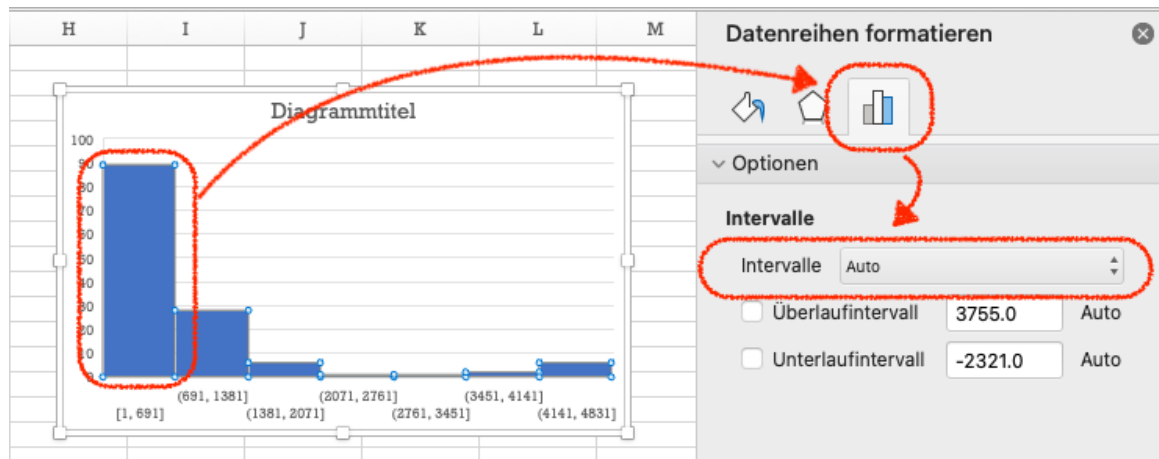 H I J K L M
Diagrammtitel
100
90
80
70
60
50
40
30
20
10
0
[1, 691]
(691, 1381]
(1381, 2071]
(2071, 2761]
(2761, 3451]
(3451, 4141]
(4141, 4831]
Datenreihen formatieren
Optionen
Intervalle
Intervalle Auto
Überlaufintervall 3755.0 Auto
Unterlaufintervall -2321.0 Auto